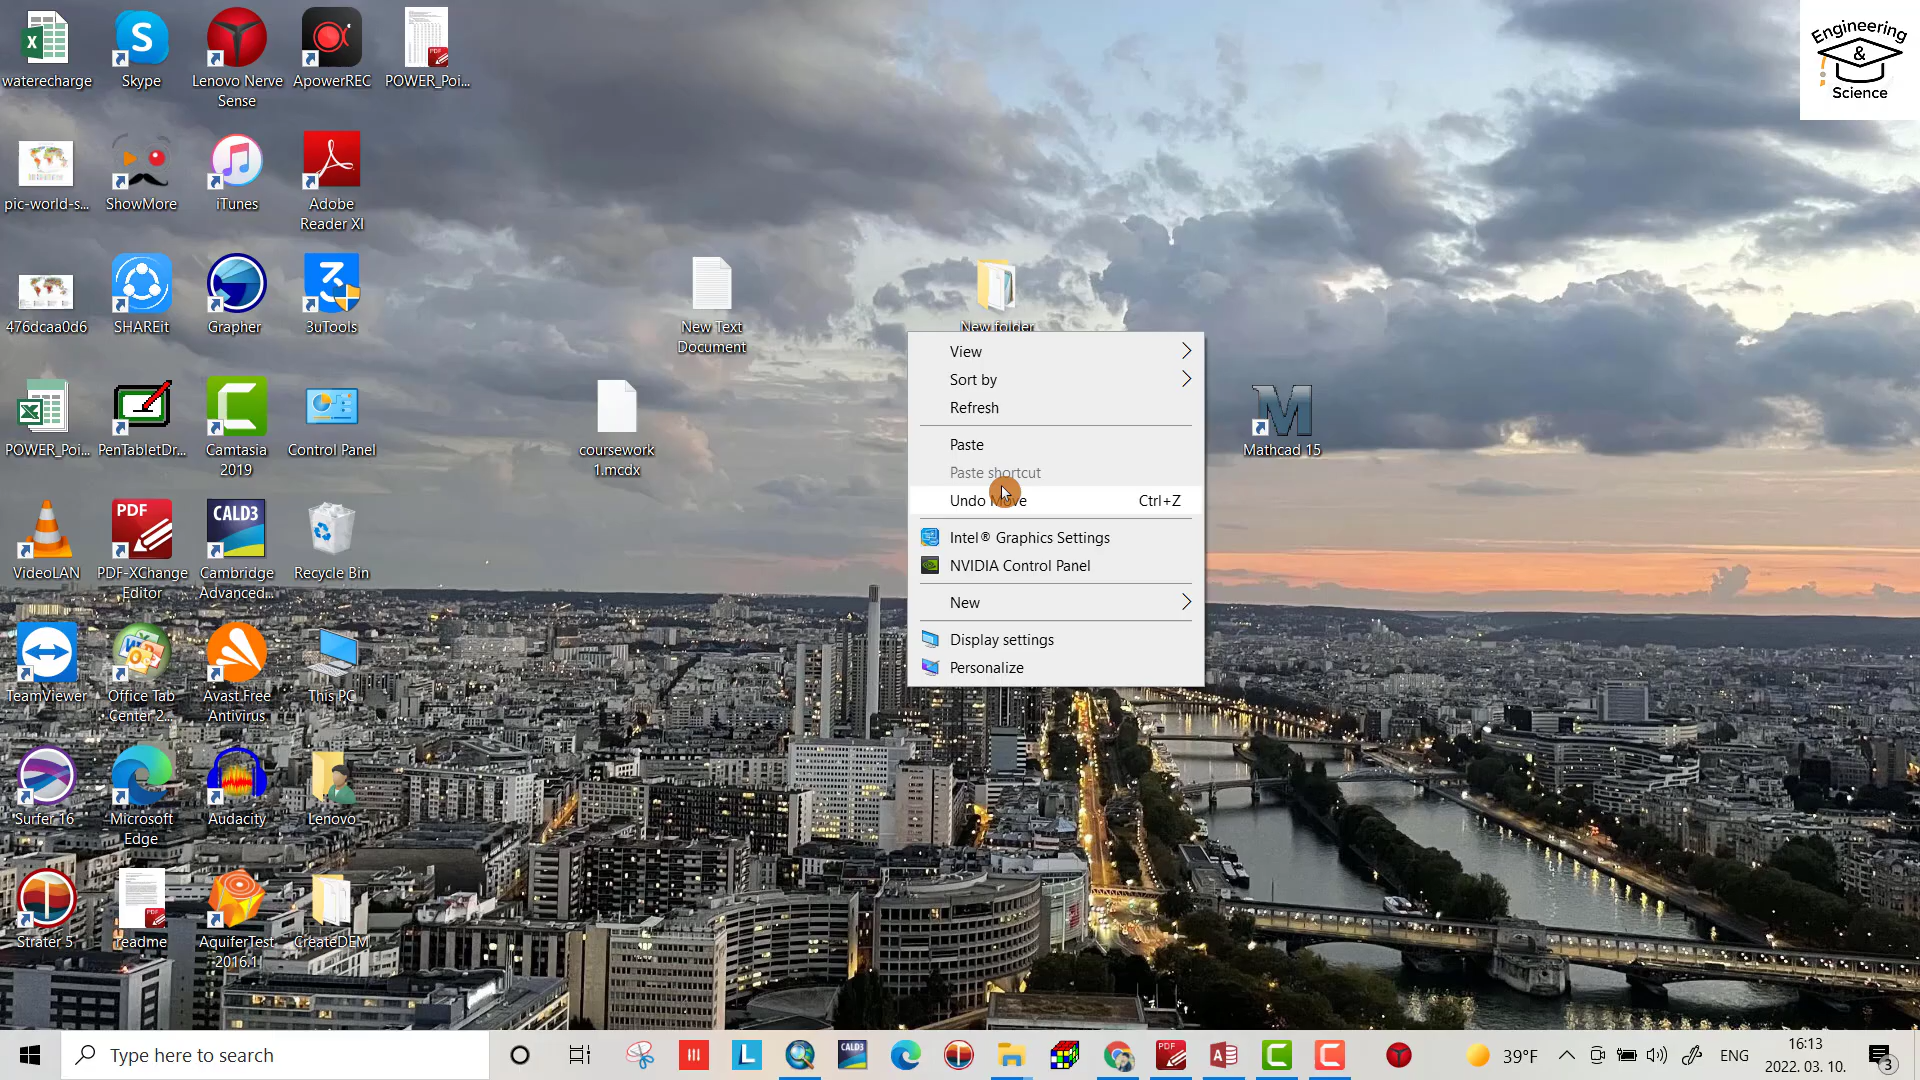 waterecharge
Skype
Lenovo Nerve
Sense
ApowerREC
POWER_Poi...
pic-world-s...
ShowMore
iTunes
Adobe
Reader XI
476dcaa0d6
SHAREit
Grapher
3uTools
POWER_Poi...
PenTabletDr...
Camtasia
2019
Control Panel
VideoLAN
PDF
PDF-XChange
Editor
CALD3
Cambridge
Advanced...
Recycle Bin
TeamViewer
Office Tab
Center 2...
Avast Free
Antivirus
This PC
Surfer 16
Microsoft
Edge
Audacity
Lenovo
Strater 5
readme
AquiferTest
2016.1
CreateDEM
New Text
Document
New folder
coursework
1.mcdx
Mathcad 15
View
Sort by
Refresh
Paste
Paste shortcut
Undo Move Ctrl+Z
Intel® Graphics Settings
NVIDIA Control Panel
New
Display settings
Personalize
Engineering
&
Science
Type here to search
CALD3
PDF
39°F
ENG
16:13
2022. 03. 10.
3